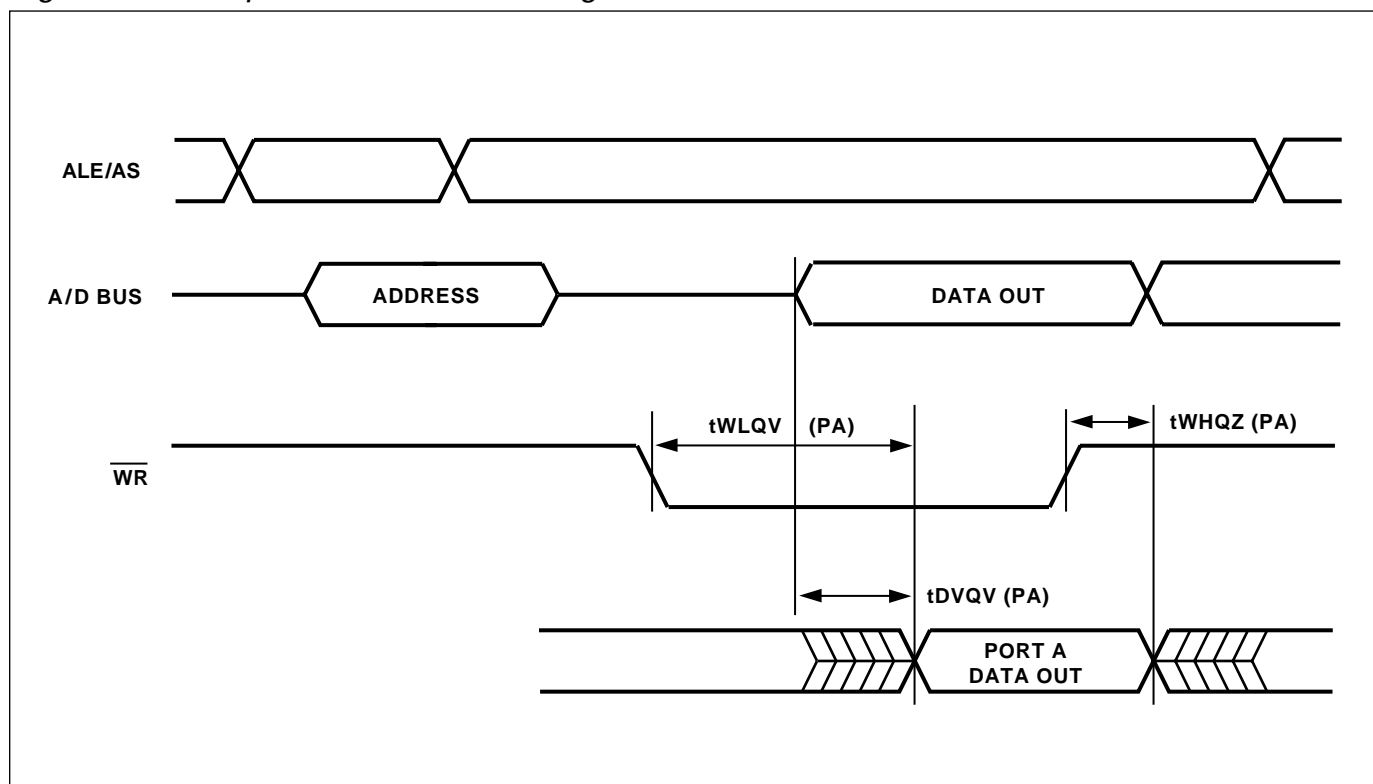 ALE/AS
A/D BUS
ADDRESS
DATA OUT
tWLQV (PA)
tWHQZ (PA)
WR
tDVQV (PA)
PORT A
DATA OUT